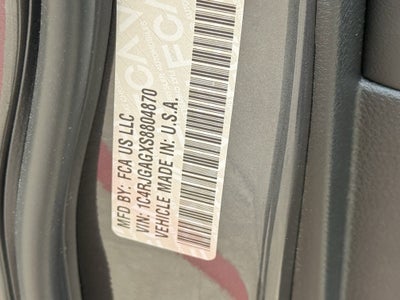 MFD BY: FCA US LLC
VIN: 1C4RJGAGXS8804870
VEHICLE MADE IN: U.S.A.